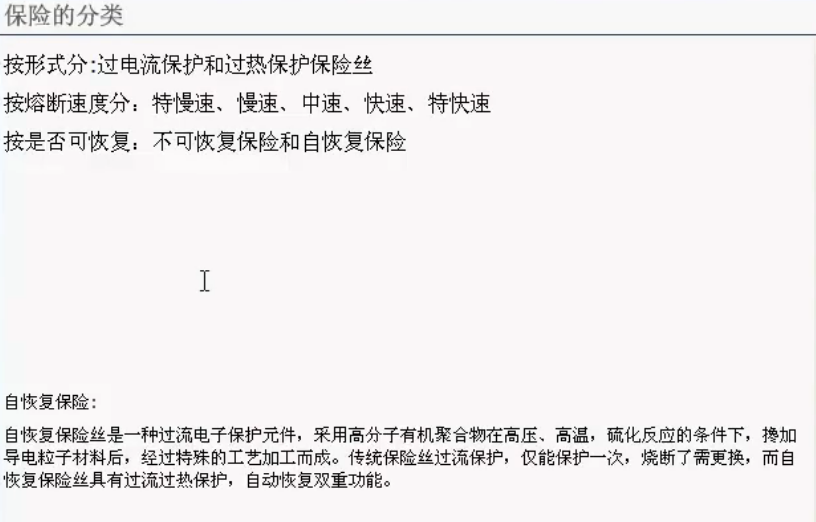 保险的分类
按形式分:过电流保护和过热保护保险丝
按熔断速度分：特慢速、慢速、中速、快速、特快速
按是否可恢复：不可恢复保险和自恢复保险
自恢复保险:
自恢复保险丝是一种过流电子保护元件，采用高分子有机聚合物在高压、高温，硫化反应的条件下，搀加
导电粒子材料后，经过特殊的工艺加工而成。传统保险丝过流保护，仅能保护一次，烧断了需更换，而自
恢复保险丝具有过流过热保护，自动恢复双重功能。